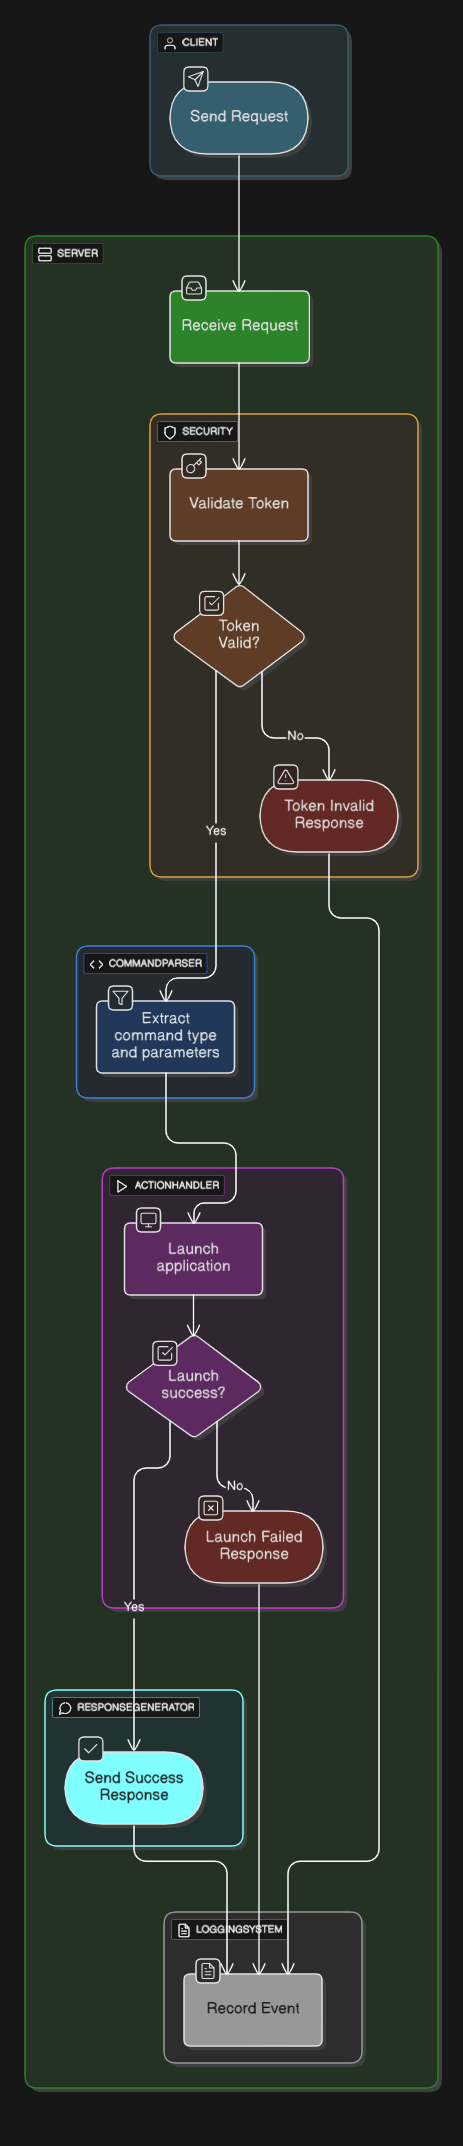 CLIENT
Send Request
SERVER
Receive Request
SECURITY
Validate Token
Token
Valid?
No
Token Invalid
Response
Yes
COMMANDPARSER
Extract
command type
and parameters
ACTIONHANDLER
Launch
application
Launch
success?
No
Launch Failed
Response
Yes
RESPONSEGENERATOR
Send Success
Response
LOGGINGSYSTEM
Record Event